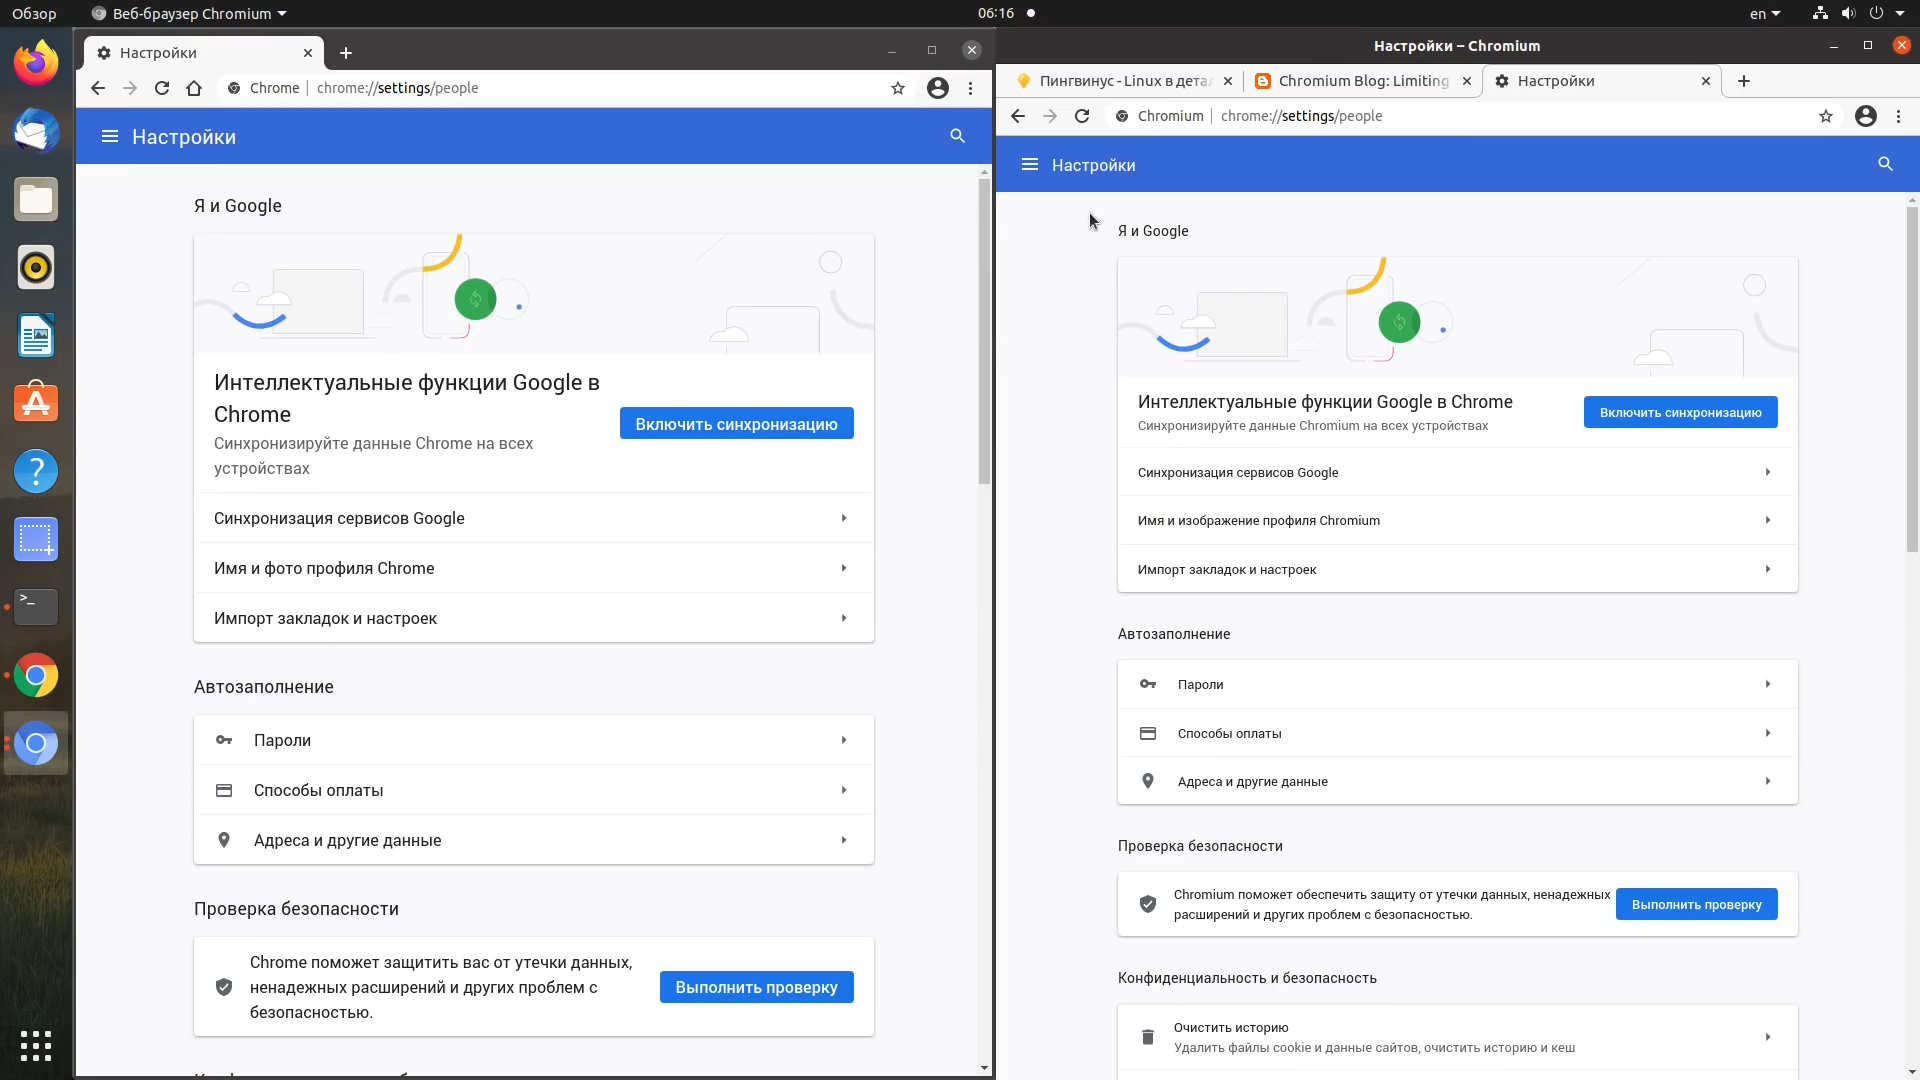 Обзор
Веб-браузер Chromium
06:16
en
Настройки
Chrome
chrome://settings/people
Настройки
Я и Google
Интеллектуальные функции Google в
Chrome
Синхронизируйте данные Chrome на всех
устройствах
Включить синхронизацию
Синхронизация сервисов Google
Имя и фото профиля Chrome
Импорт закладок и настроек
Автозаполнение
Пароли
Способы оплаты
Адреса и другие данные
Проверка безопасности
Chrome поможет защитить вас от утечки данных,
ненадежных расширений и других проблем с
безопасностью.
Выполнить проверку
Настройки – Chromium
Пингвинус - Linux в дета
Chromium Blog: Limiting
Настройки
Chromium
chrome://settings/people
Настройки
Я и Google
Интеллектуальные функции Google в Chrome
Синхронизируйте данные Chromium на всех устройствах
Включить синхронизацию
Синхронизация сервисов Google
Имя и изображение профиля Chromium
Импорт закладок и настроек
Автозаполнение
Пароли
Способы оплаты
Адреса и другие данные
Проверка безопасности
Chromium поможет обеспечить защиту от утечки данных, ненадежных
расширений и других проблем с безопасностью.
Выполнить проверку
Конфиденциальность и безопасность
Очистить историю
Удалить файлы cookie и данные сайтов, очистить историю и кеш